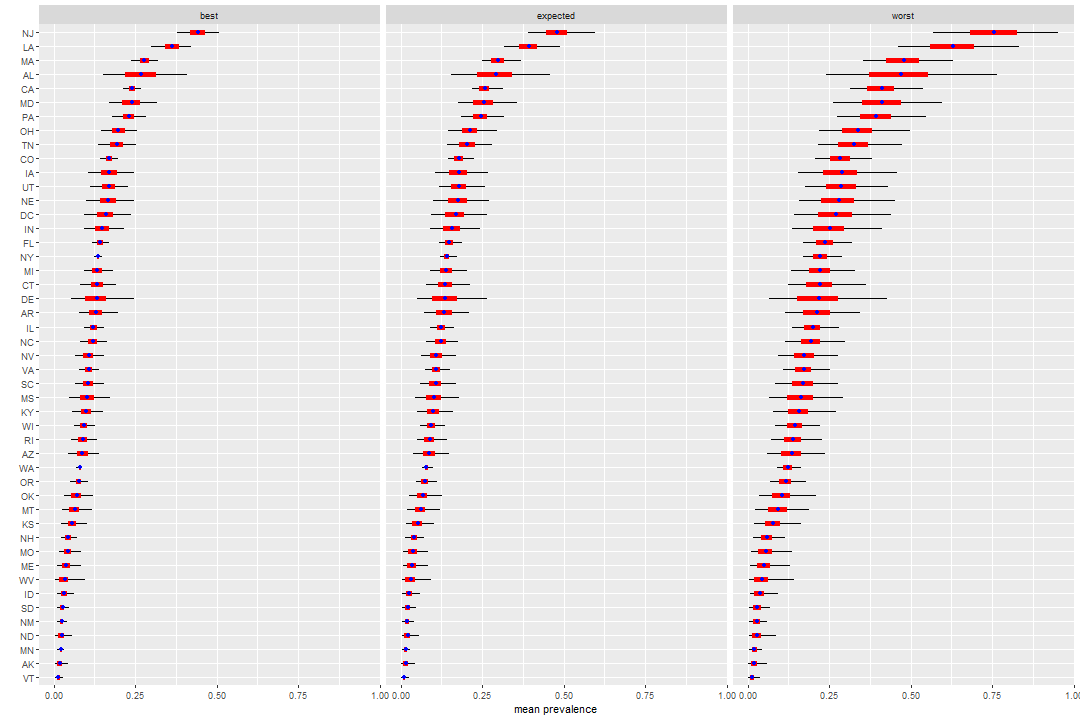 best expected worst
NJ
LA
MA
AL
CA
MD
PA
OH
TN
CO
IA
UT
NE
DC
IN
FL
NY
MI
CT
DE
AR
IL
NC
NV
VA
SC
MS
KY
WI
RI
AZ
WA
OR
OK
MT
KS
NH
MO
ME
WV
ID
SD
NM
ND
MN
AK
VT
0.00 0.25 0.50 0.75 1.00 0.00 0.25 0.50 0.75 1.00 0.00 0.25 0.50 0.75 1.00
mean prevalence